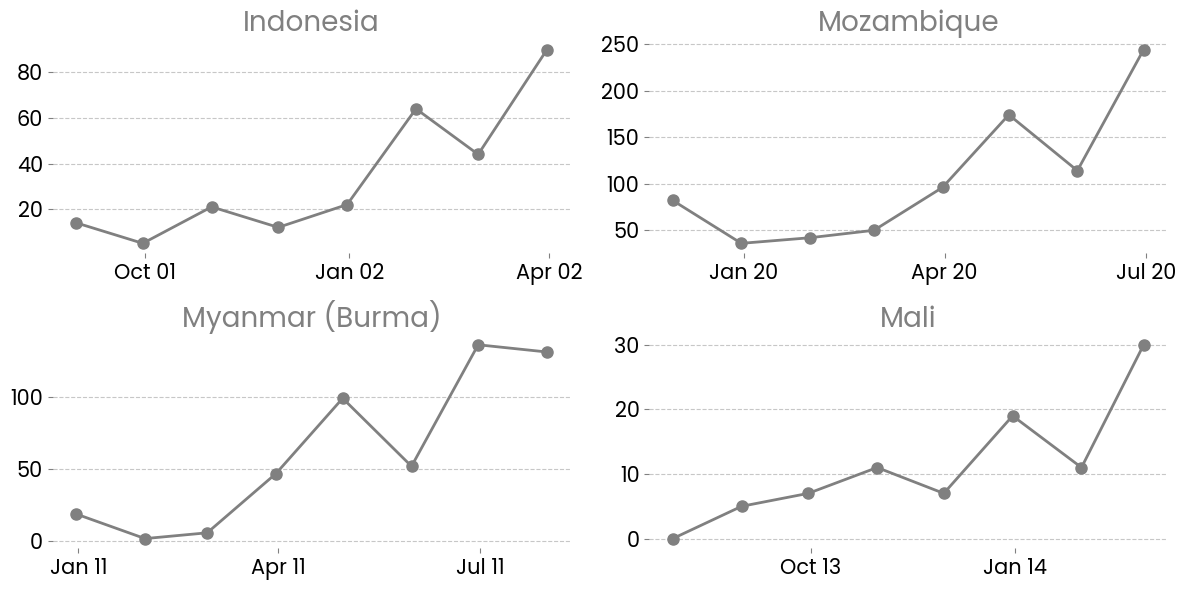 Indonesia
80
60
40
20
Oct 01 Jan 02 Apr 02
Mozambique
250
200
150
100
50
Jan 20 Apr 20 Jul 20
Myanmar (Burma)
100
50
0
Jan 11 Apr 11 Jul 11
Mali
30
20
10
0
Oct 13 Jan 14